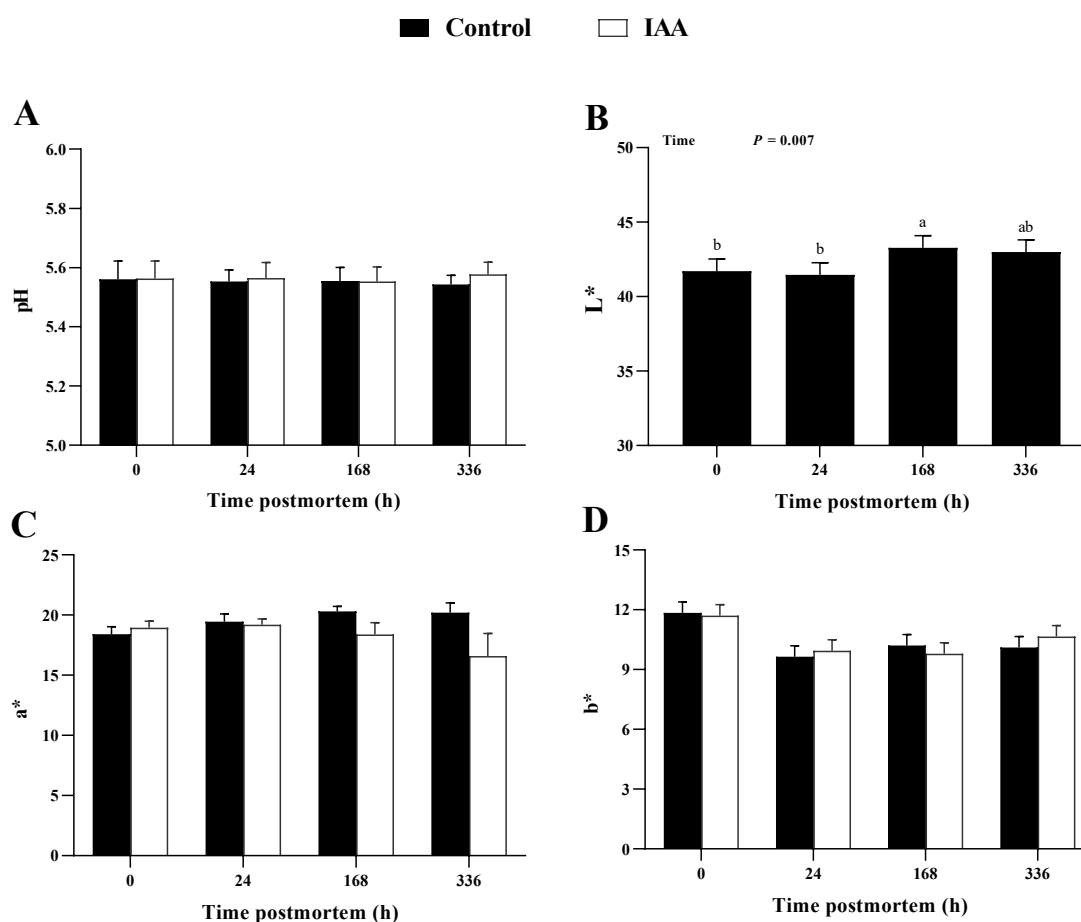 Control IAA
A
6.0
5.8
5.6
5.4
5.2
5.0
pH
0 24 168 336
Time postmortem (h)
B
Time P = 0.007
50
45
40
35
30
L*
b b a ab
0 24 168 336
Time postmortem (h)
C
25
20
15
10
5
0
a*
0 24 168 336
Time postmortem (h)
D
15
12
9
6
3
0
b*
0 24 168 336
Time postmortem (h)